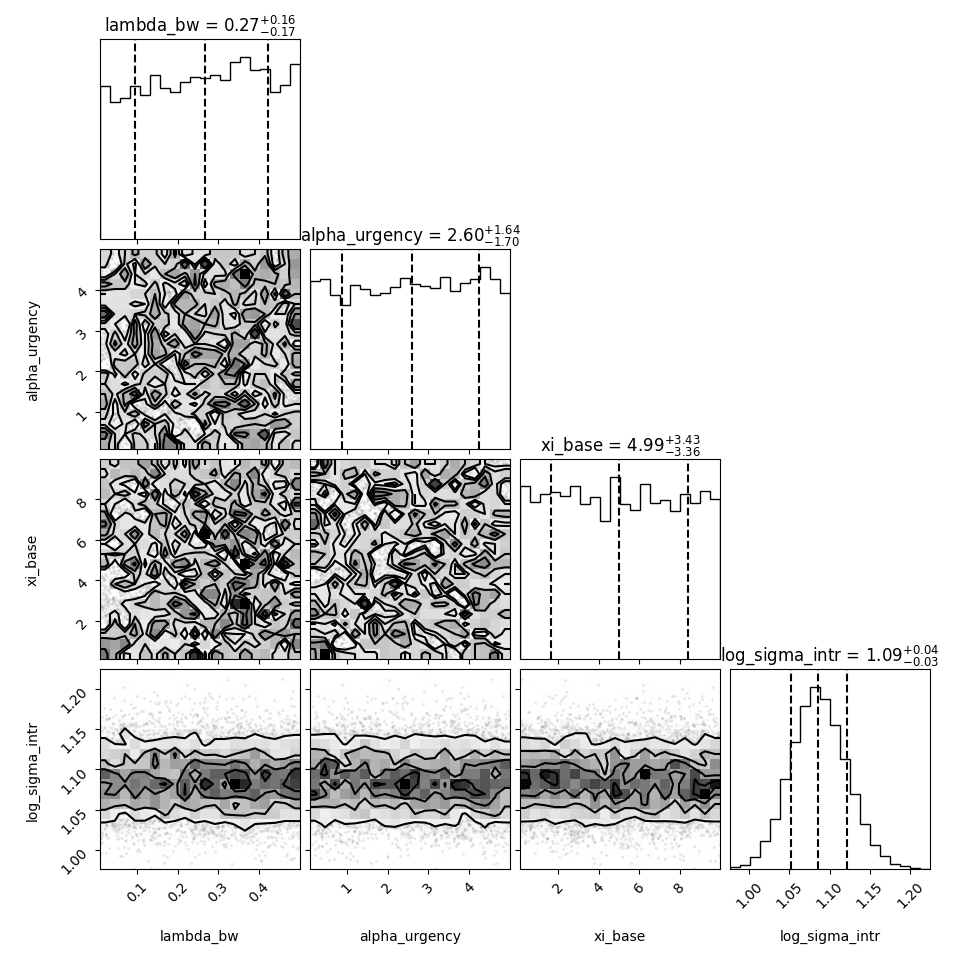 lambda_bw = 0.27+0.16 −0.17
alpha_urgency = 2.60+1.64 −1.70
alpha_urgency
4
3
2
1
xi_base = 4.99+3.43 −3.36
xi_base
8
6
4
2
log_sigma_intr = 1.09+0.04 −0.03
log_sigma_intr
1.20
1.15
1.10
1.05
1.00
0.1 0.2 0.3 0.4 1 2 3 4 2 4 6 8 1.00 1.05 1.10 1.15 1.20
lambda_bw alpha_urgency xi_base log_sigma_intr